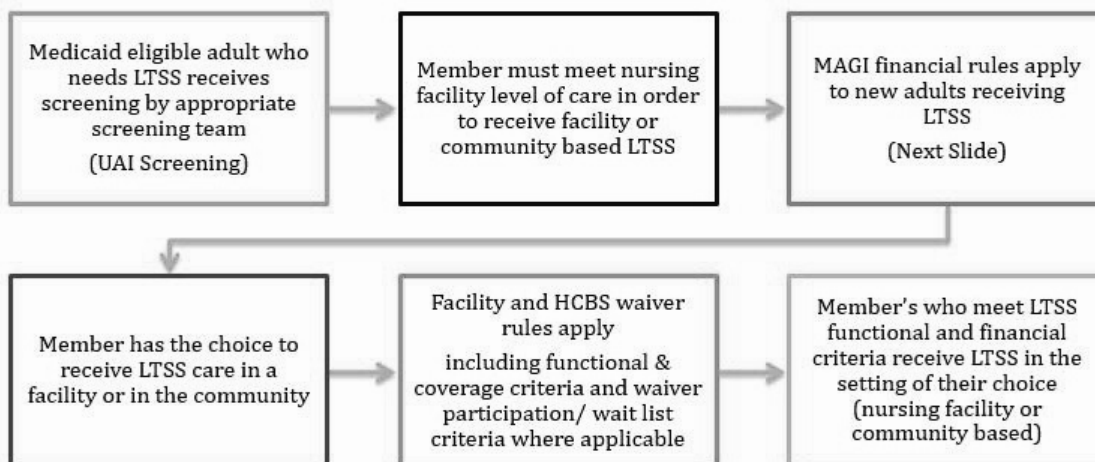 Medicaid eligible adult who
needs LTSS receives
screening by appropriate
screening team
(UAI Screening)
Member must meet nursing
facility level of care in order
to receive facility or
community based LTSS
MAGI financial rules apply
to new adults receiving
LTSS
(Next Slide)
Member has the choice to
receive LTSS care in a
facility or in the community
Facility and HCBS waiver
rules apply
including functional &
coverage criteria and waiver
participation/ wait list
criteria where applicable
Member's who meet LTSS
functional and financial
criteria receive LTSS in the
setting of their choice
(nursing facility or
community based)